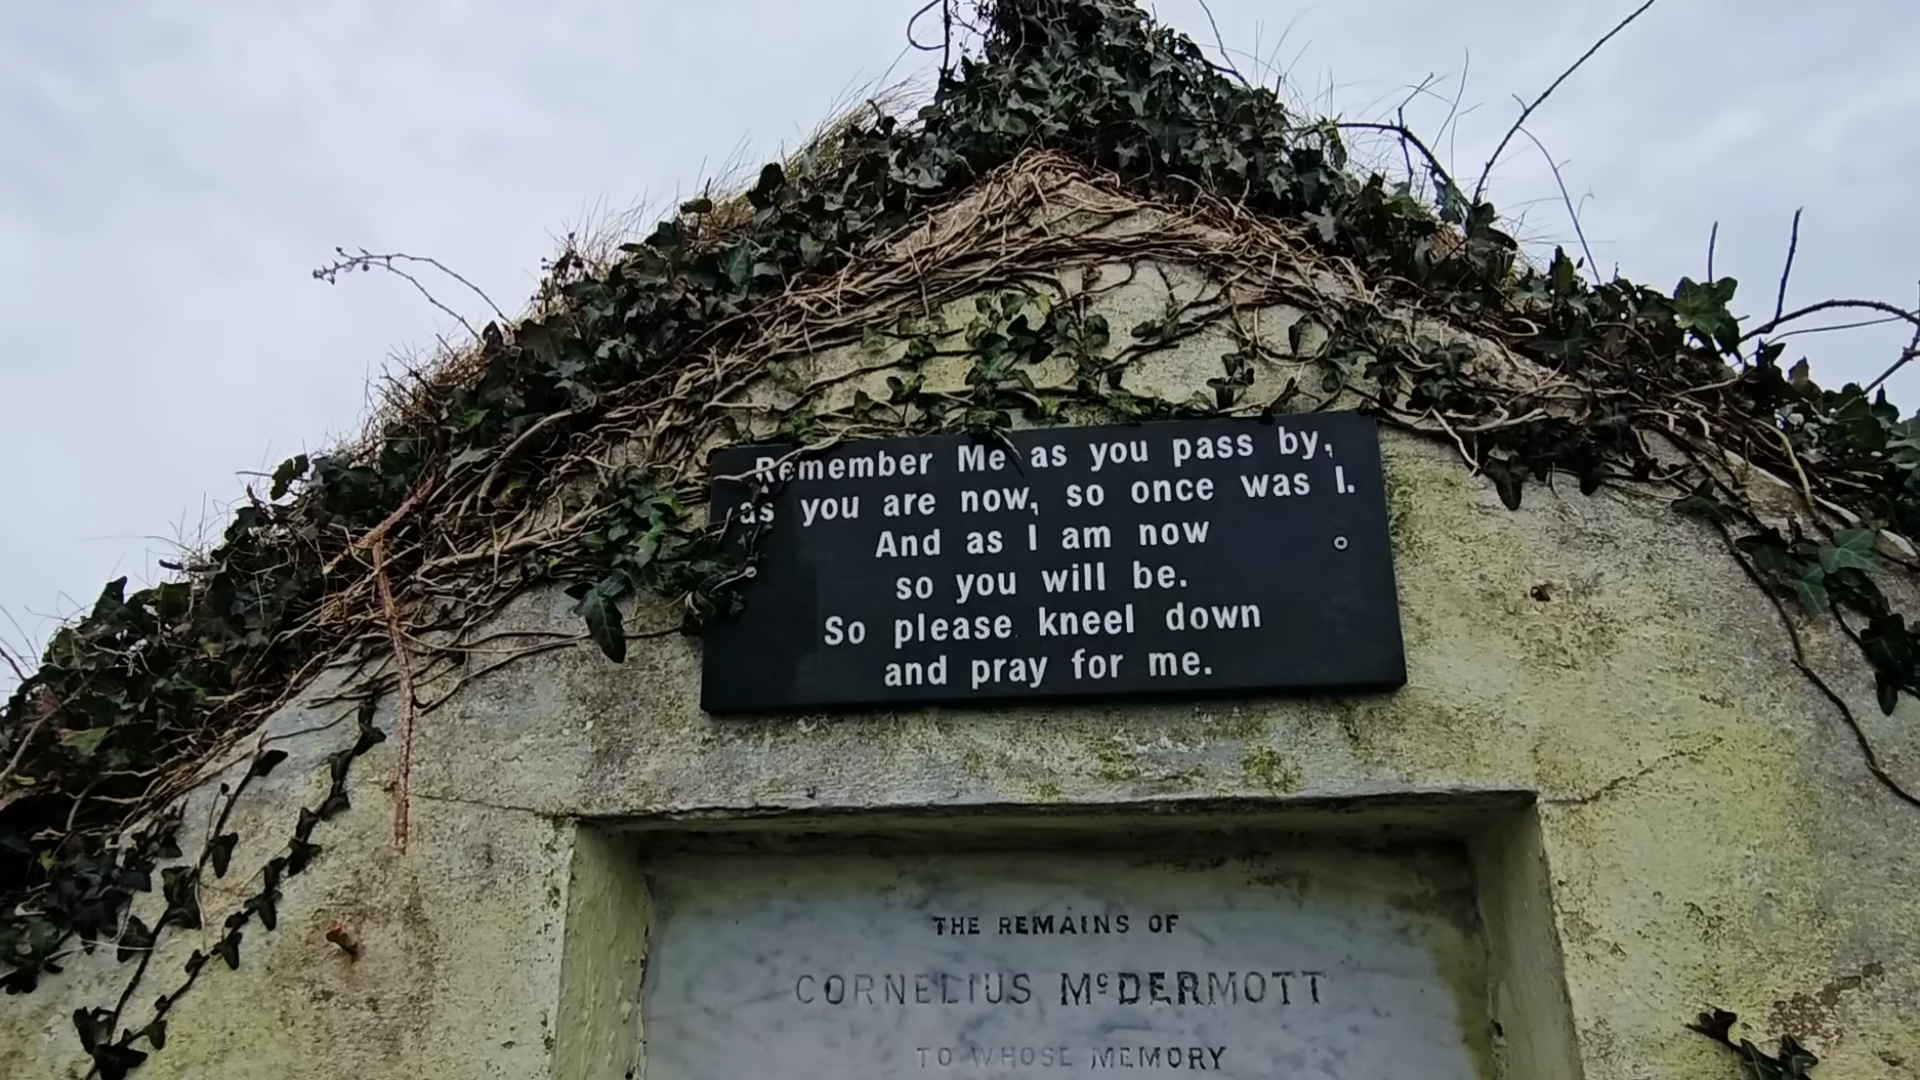 Remember Me as you pass by,
as you are now, so once was I.
And as I am now
so you will be.
So please kneel down
and pray for me.
THE REMAINS OF
CORNELIUS McDERMOTT
TO WHOSE MEMORY